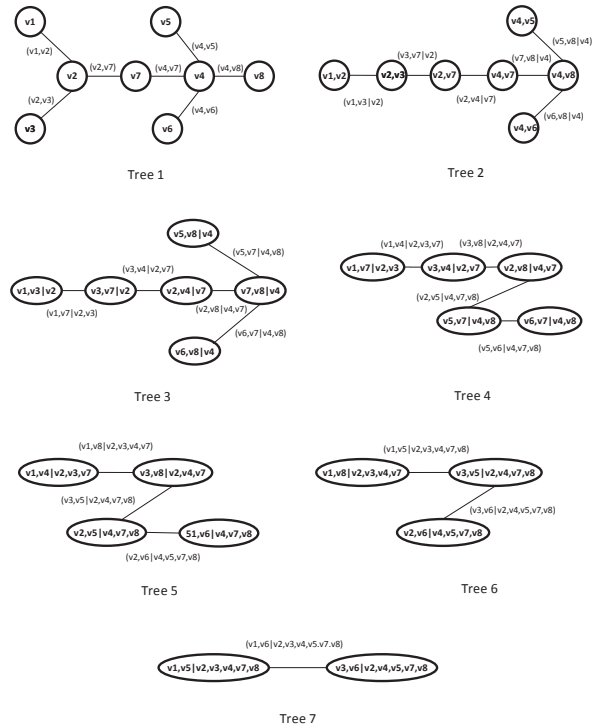 v1
v5
(v1,v2)
(v4,v5)
v2
(v2,v7)
v7
(v4,v7)
v4
(v4,v8)
v8
(v2,v3)
(v4,v6)
v3
v6
Tree 1
v4,v5
(v3,v7|v2)
(v5,v8|v4)
(v7,v8|v4)
v1,v2
v2,v3
v2,v7
v4,v7
v4,v8
(v1,v3|v2)
(v2,v4|v7)
(v6,v8|v4)
v4,v6
Tree 2
v5,v8|v4
(v5,v7|v4,v8)
(v3,v4|v2,v7)
v1,v3|v2
v3,v7|v2
v2,v4|v7
v7,v8|v4
(v1,v7|v2,v3)
(v2,v8|v4,v7)
(v6,v7|v4,v8)
v6,v8|v4
Tree 3
(v1,v4|v2,v3,v7)
(v3,v8|v2,v4,v7)
v1,v7|v2,v3
v3,v4|v2,v7
v2,v8|v4,v7
(v2,v5|v4,v7,v8)
v5,v7|v4,v8
v6,v7|v4,v8
(v5,v6|v4,v7,v8)
Tree 4
(v1,v8|v2,v3,v4,v7)
v1,v4|v2,v3,v7
v3,v8|v2,v4,v7
(v3,v5|v2,v4,v7,v8)
v2,v5|v4,v7,v8
51,v6|v4,v7,v8
(v2,v6|v4,v5,v7,v8)
Tree 5
(v1,v5|v2,v3,v4,v7,v8)
v1,v8|v2,v3,v4,v7
v3,v5|v2,v4,v7,v8
(v3,v6|v2,v4,v5,v7,v8)
v2,v6|v4,v5,v7,v8
Tree 6
(v1,v6|v2,v3,v4,v5.v7.v8)
v1,v5|v2,v3,v4,v7,v8
v3,v6|v2,v4,v5,v7,v8
Tree 7